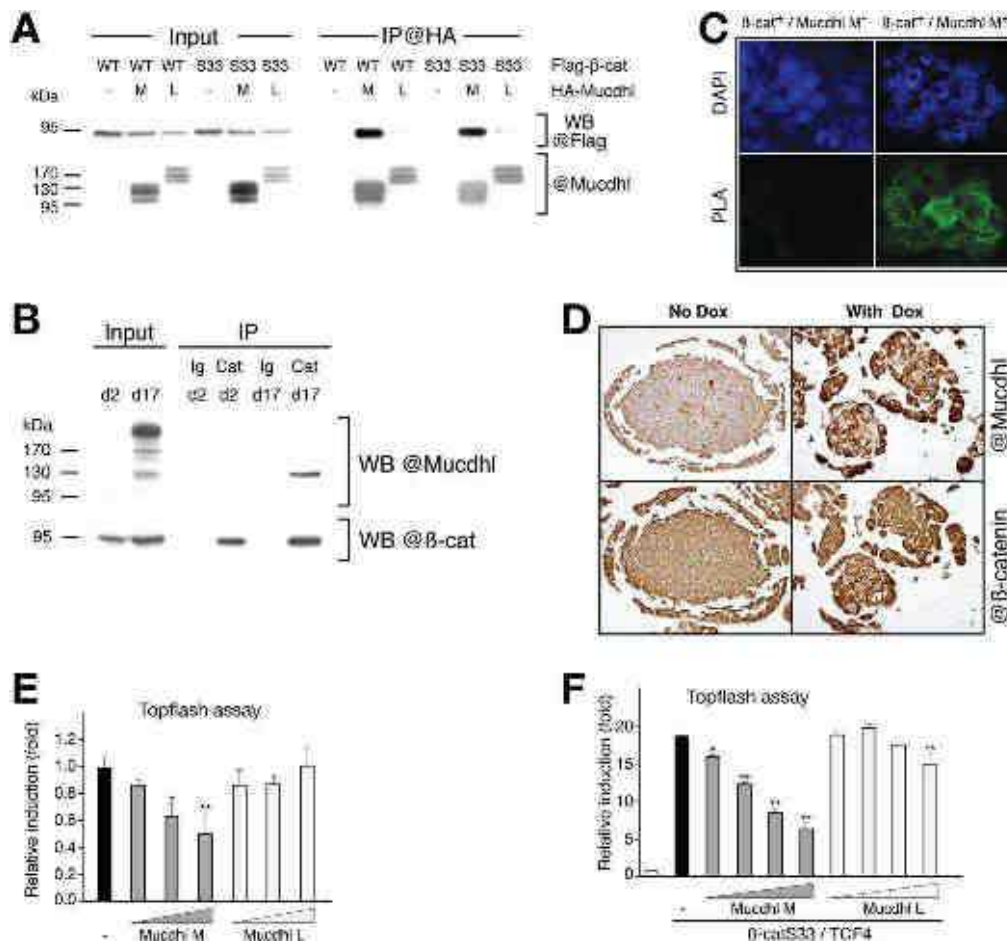 A
Input
IP@HA
WT WT WT S33 S33 S33
WT WT WT S33 S33 S33
Flag-β-cat
- M L - M L
- M L - M L
HA-Mucdhl
kDa
95
WB
@Flag
170
130
95
@Mucdhl
B
Input
IP
Ig Cat Ig Cat
d2 d17
d2 d2 d17 d17
kDa
170
130
95
WB @Mucdhl
95
WB @ß-cat
C
DAPI
PLA
D
No Dox
With Dox
@Mucdhl
@ß-catenin
E
Topflash assay
Relative induction (fold)
1.2
1.0
0.8
0.6
0.4
0.2
0.0
**
-
Mucdhl M
Mucdhl L
F
Topflash assay
Relative induction (fold)
20
15
10
5
0
**
**
**
**
-
Mucdhl M
Mucdhl L
ß-catS33 / TCF4